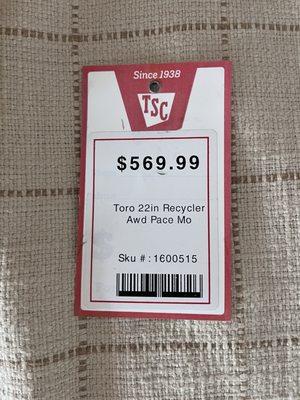 Since 1938
TSC
$569.99
Toro 22in Recycler
Awd Pace Mo
Sku # : 1600515